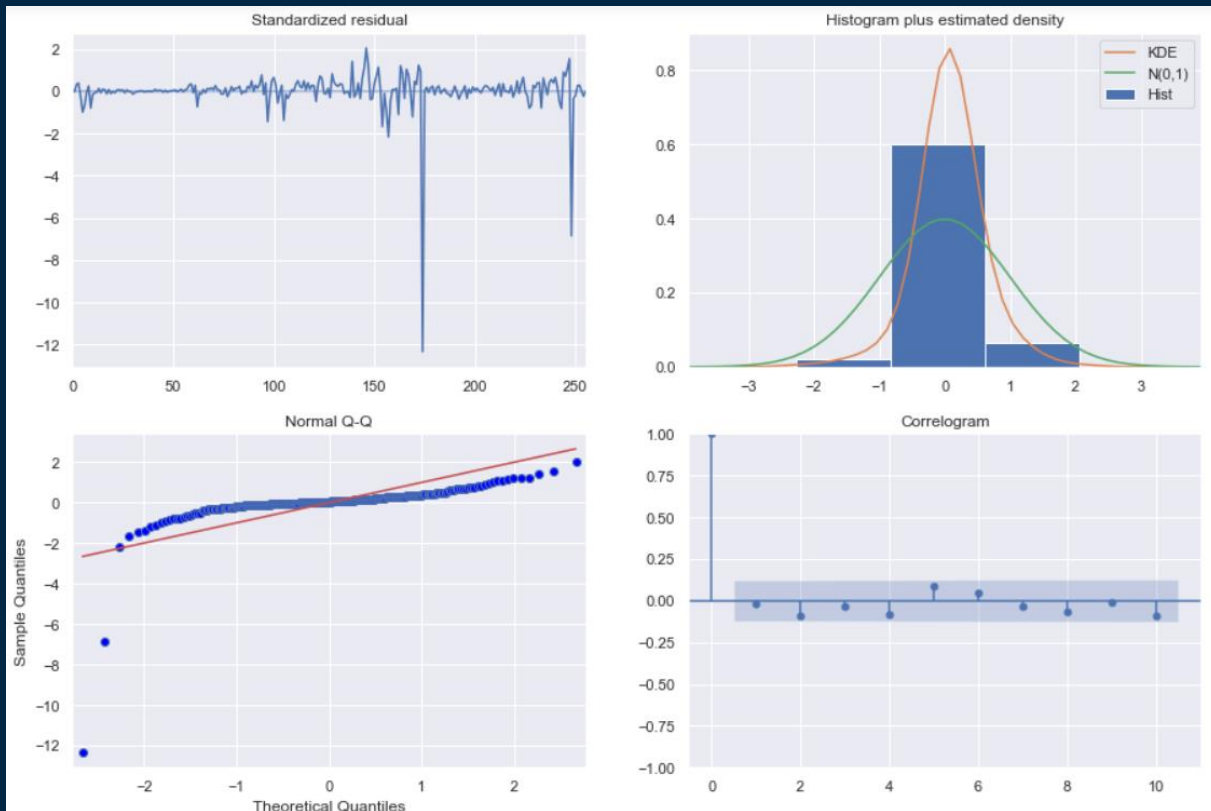 Standardized residual
2
0
−2
−4
−6
−8
−10
−12
0 50 100 150 200 250
Histogram plus estimated density
KDE
N(0,1)
Hist
0.8
0.6
0.4
0.2
0.0
−3 −2 −1 0 1 2 3
Normal Q-Q
Sample Quantiles
2
0
−2
−4
−6
−8
−10
−12
−2 −1 0 1 2
Theoretical Quantiles
Correlogram
1.00
0.75
0.50
0.25
0.00
−0.25
−0.50
−0.75
−1.00
0 2 4 6 8 10